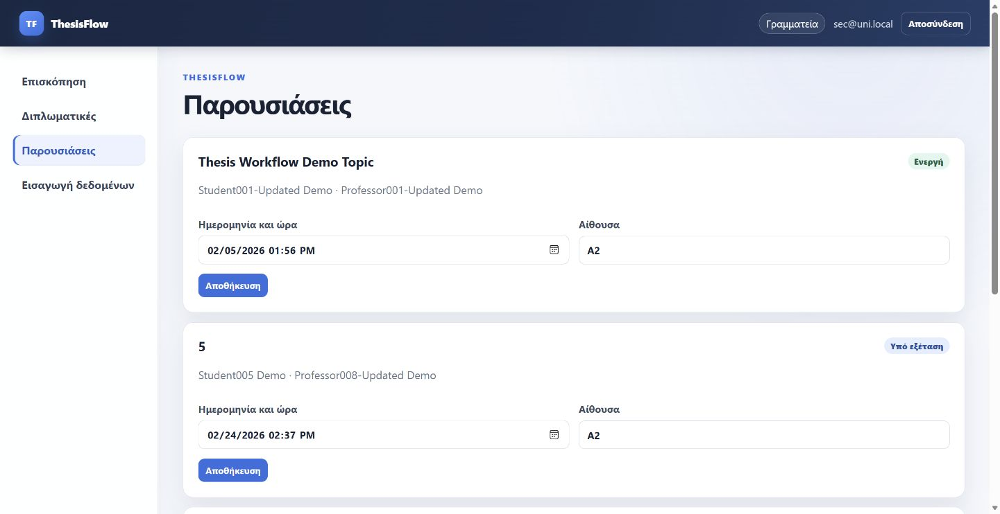 TF ThesisFlow Γραμματεία sec@uni.local Αποσύνδεση
Επισκόπηση
Διπλωματικές
Παρουσιάσεις
Εισαγωγή δεδομένων
THESISFLOW
Παρουσιάσεις
Thesis Workflow Demo Topic Ενεργή
Student001-Updated Demo · Professor001-Updated Demo
Ημερομηνία και ώρα Αίθουσα
02/05/2026 01:56 PM A2
Αποθήκευση
5 Υπό εξέταση
Student005 Demo · Professor008-Updated Demo
Ημερομηνία και ώρα Αίθουσα
02/24/2026 02:37 PM A2
Αποθήκευση